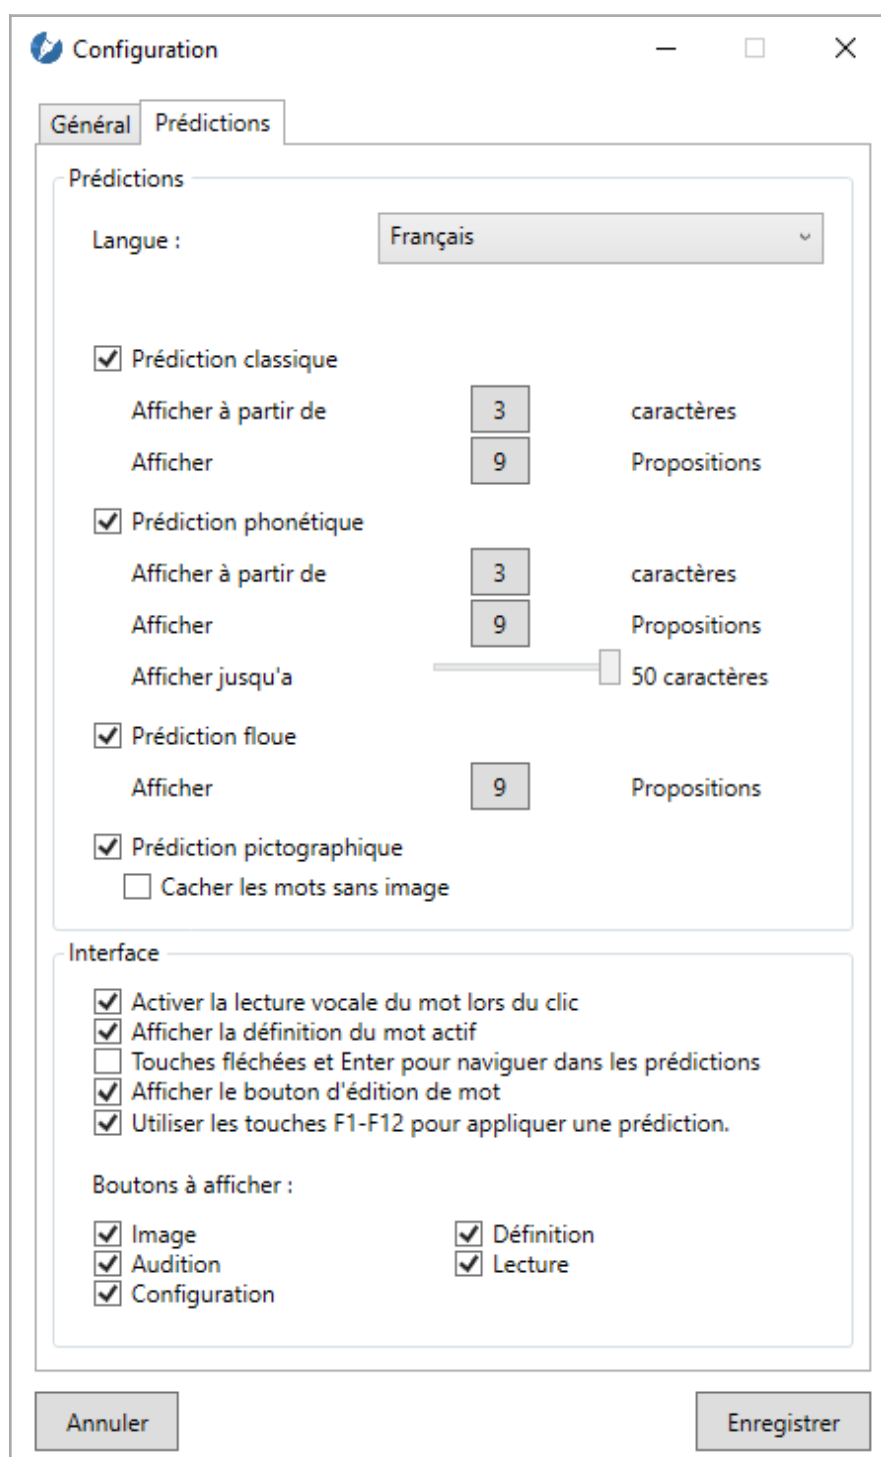 Configuration
Général Prédictions
Prédictions
Langue : Français
Prédiction classique
Afficher à partir de 3 caractères
Afficher 9 Propositions
Prédiction phonétique
Afficher à partir de 3 caractères
Afficher 9 Propositions
Afficher jusqu'a 50 caractères
Prédiction floue
Afficher 9 Propositions
Prédiction pictographique
Cacher les mots sans image
Interface
Activer la lecture vocale du mot lors du clic
Afficher la définition du mot actif
Touches fléchées et Enter pour naviguer dans les prédictions
Afficher le bouton d'édition de mot
Utiliser les touches F1-F12 pour appliquer une prédiction.
Boutons à afficher :
Image Définition
Audition Lecture
Configuration
Annuler Enregistrer